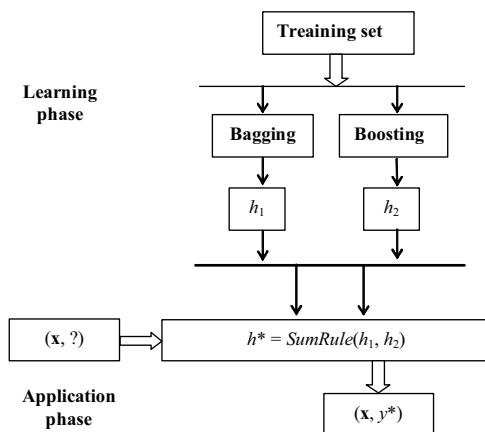 Treaining set
Learning
phase
Bagging
Boosting
h₁
h₂
(x, ?)
h* = SumRule(h₁, h₂)
Application
phase
(x, y*)